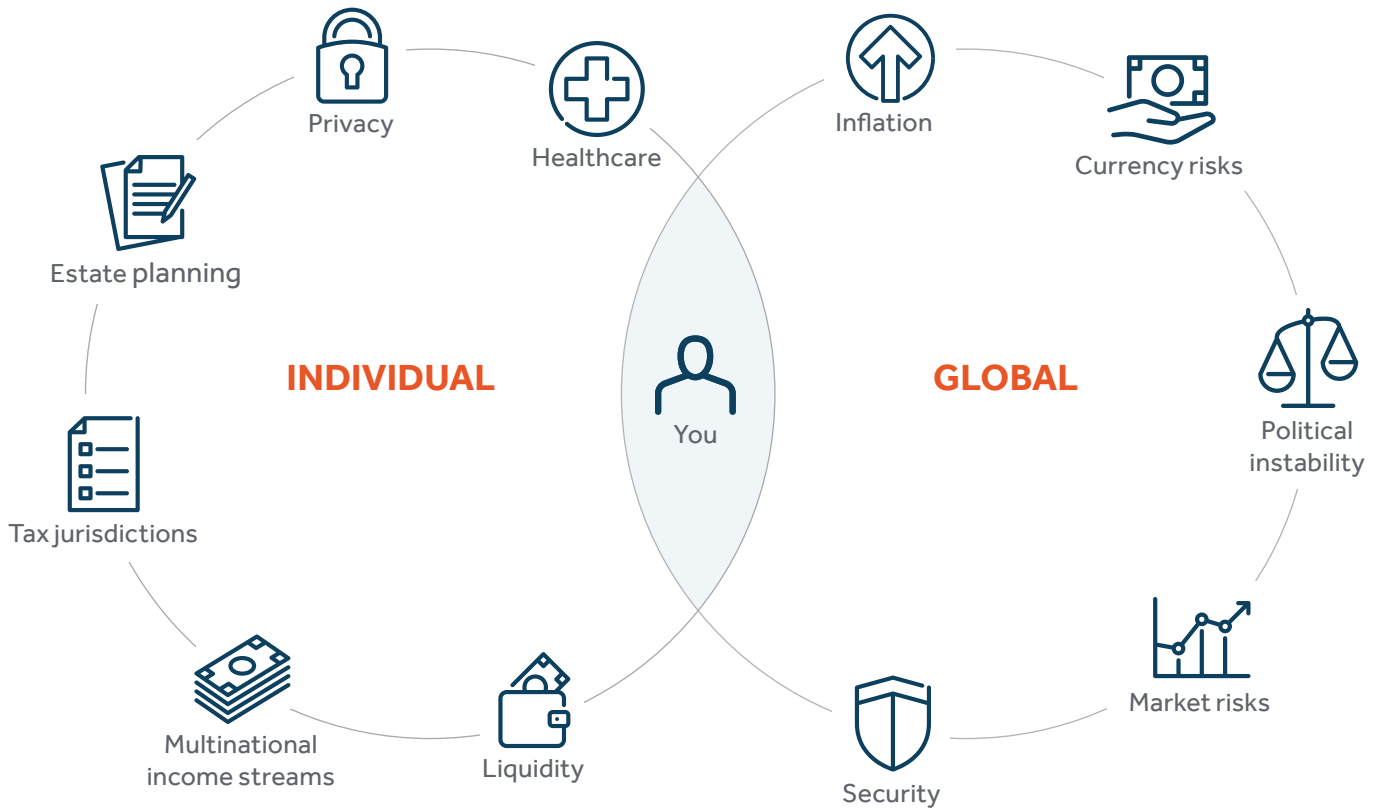 Privacy
Healthcare
Inflation
Currency risks
Estate planning
INDIVIDUAL
You
GLOBAL
Political
instability
Tax jurisdictions
Multinational
income streams
Liquidity
Market risks
Security